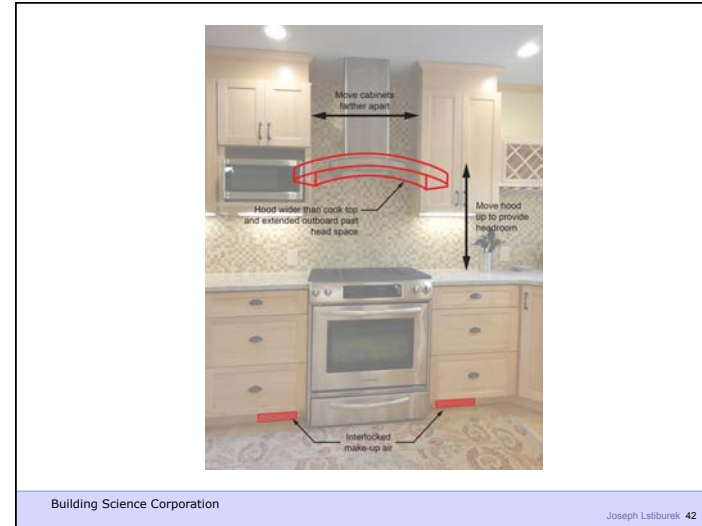 Move cabinets
farther apart
Hood wider than cook top
and extended outboard past
head space
Move hood
up to provide
headroom
Interlocked
make-up air
Building Science Corporation
Joseph Lstiburek 42